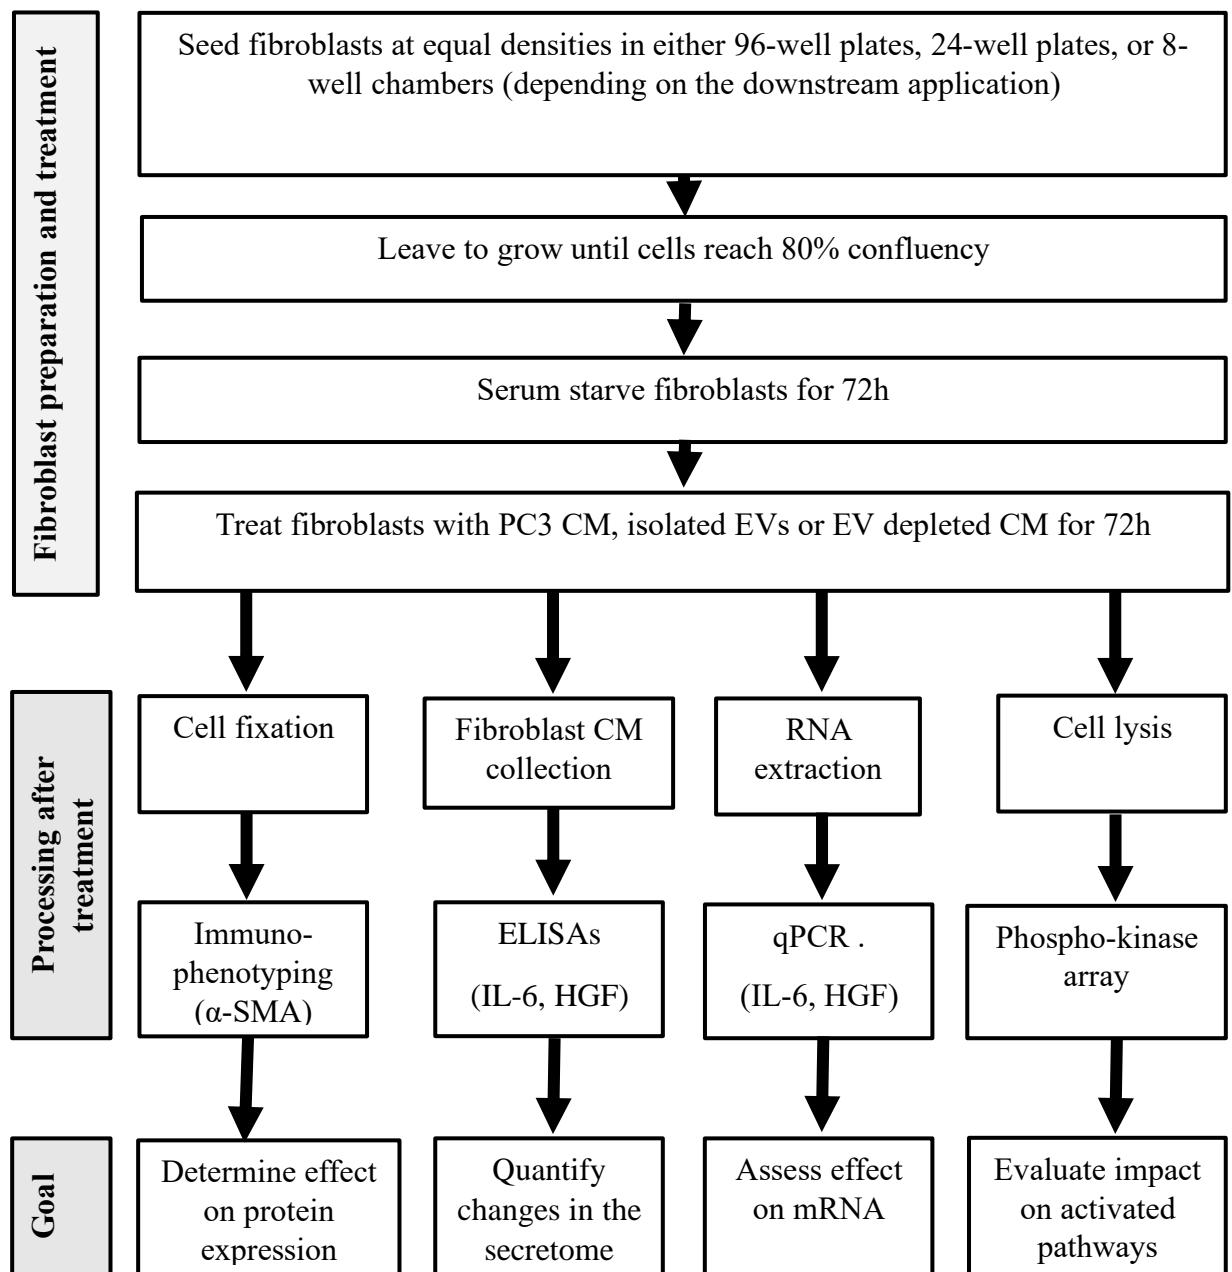 Fibroblast preparation and treatment
Seed fibroblasts at equal densities in either 96-well plates, 24-well plates, or 8-
well chambers (depending on the downstream application)
Leave to grow until cells reach 80% confluency
Serum starve fibroblasts for 72h
Treat fibroblasts with PC3 CM, isolated EVs or EV depleted CM for 72h
Processing after
treatment
Cell fixation
Fibroblast CM
collection
RNA
extraction
Cell lysis
Immuno-
phenotyping
(α-SMA)
ELISAs
(IL-6, HGF)
qPCR .
(IL-6, HGF)
Phospho-kinase
array
Goal
Determine effect
on protein
expression
Quantify
changes in the
secretome
Assess effect
on mRNA
Evaluate impact
on activated
pathways